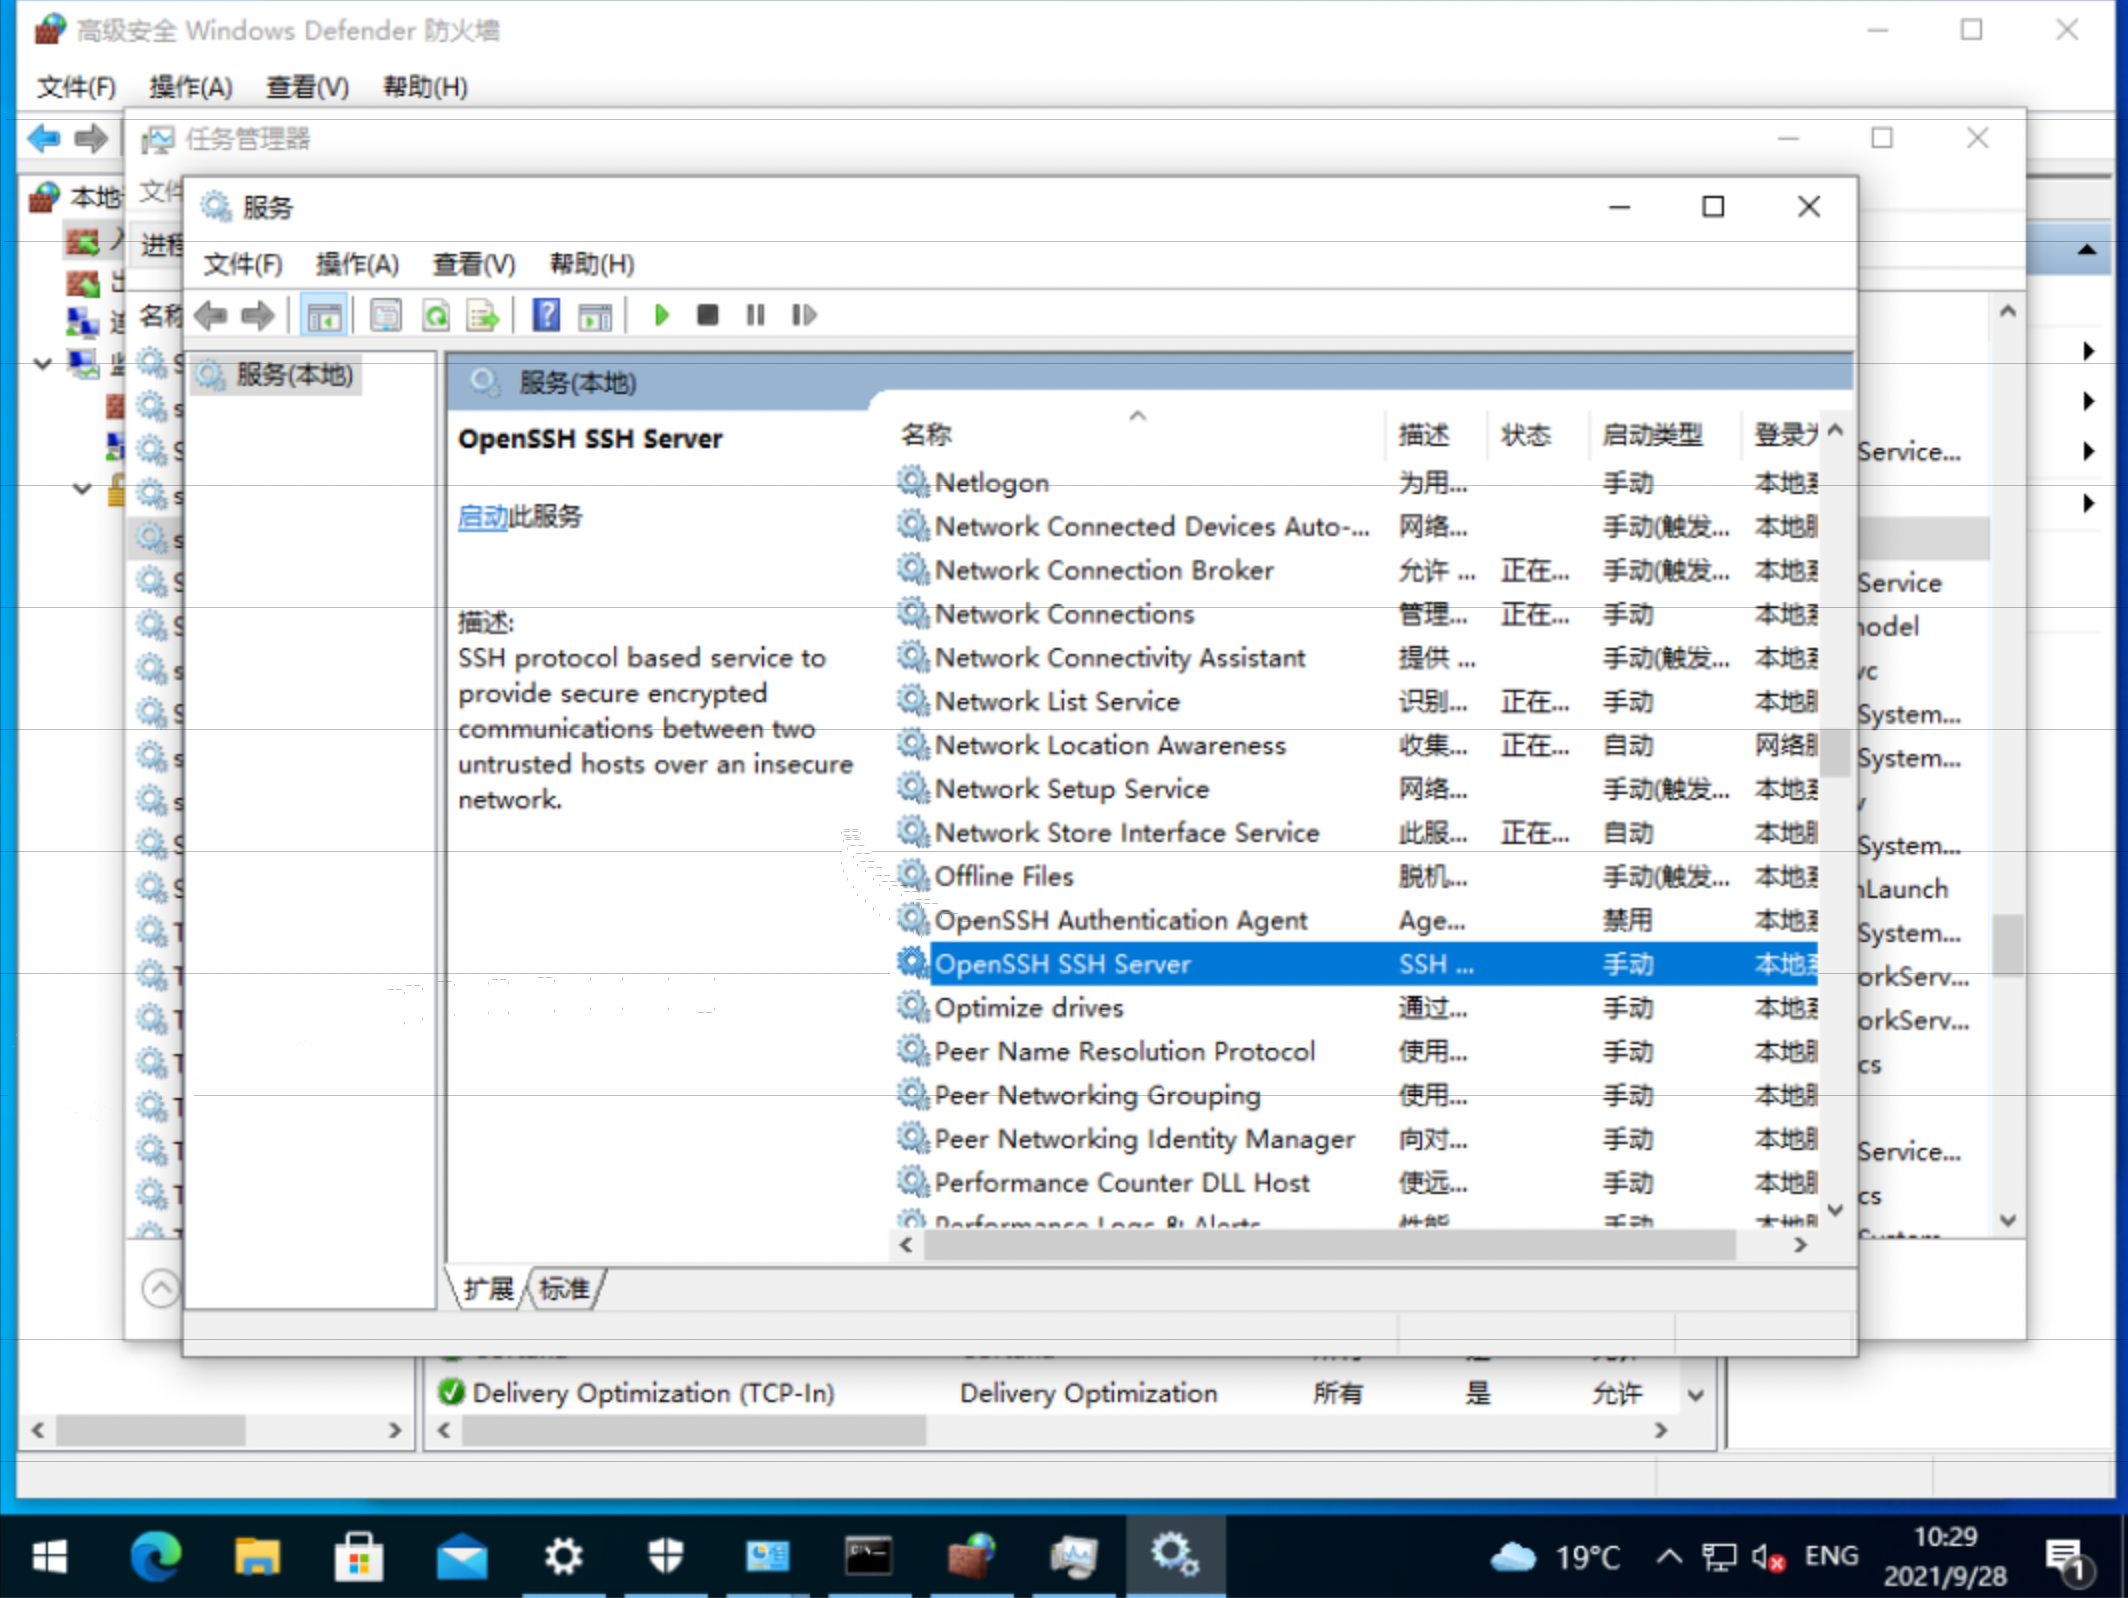 高级安全 Windows Defender 防火墙
文件(F) 操作(A) 查看(V) 帮助(H)
任务管理器
本地
文件
服务
进程
文件(F) 操作(A) 查看(V) 帮助(H)
名称
服务(本地)
服务(本地)
OpenSSH SSH Server
启动此服务
描述:
SSH protocol based service to
provide secure encrypted
communications between two
untrusted hosts over an insecure
network.
名称 描述 状态 启动类型 登录为
Netlogon 为用... 手动 本地系
Network Connected Devices Auto-... 网络... 手动(触发... 本地服
Network Connection Broker 允许 ... 正在... 手动(触发... 本地系
Network Connections 管理... 正在... 手动 本地系
Network Connectivity Assistant 提供 ... 手动(触发... 本地系
Network List Service 识别... 正在... 手动 本地服
Network Location Awareness 收集... 正在... 自动 网络服
Network Setup Service 网络... 手动(触发... 本地系
Network Store Interface Service 此服... 正在... 自动 本地服
Offline Files 脱机... 手动(触发... 本地系
OpenSSH Authentication Agent Age... 禁用 本地系
OpenSSH SSH Server SSH ... 手动 本地系
Optimize drives 通过... 手动 本地系
Peer Name Resolution Protocol 使用... 手动 本地服
Peer Networking Grouping 使用... 手动 本地服
Peer Networking Identity Manager 向对... 手动 本地服
Performance Counter DLL Host 使远... 手动 本地服
Performance Logs & Alerts 性能 手动 本地服
扩展 标准
Service...
Service
model
vc
System...
System...
v
System...
nLaunch
System...
orkServ...
orkServ...
cs
Service...
cs
System
Delivery Optimization (TCP-In) Delivery Optimization 所有 是 允许
19°C ENG 10:29
2021/9/28
1